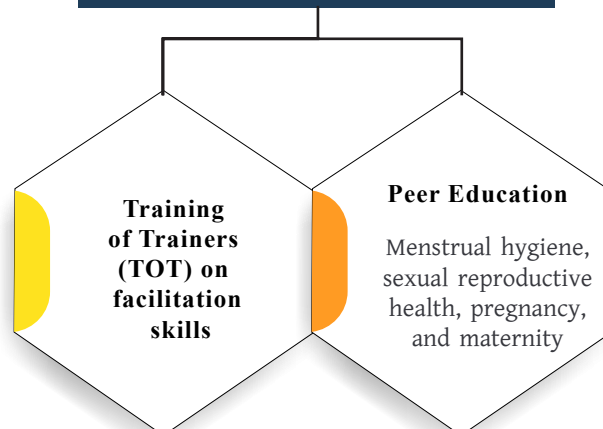 Training
of Trainers
(TOT) on
facilitation
skills
Peer Education
Menstrual hygiene,
sexual reproductive
health, pregnancy,
and maternity